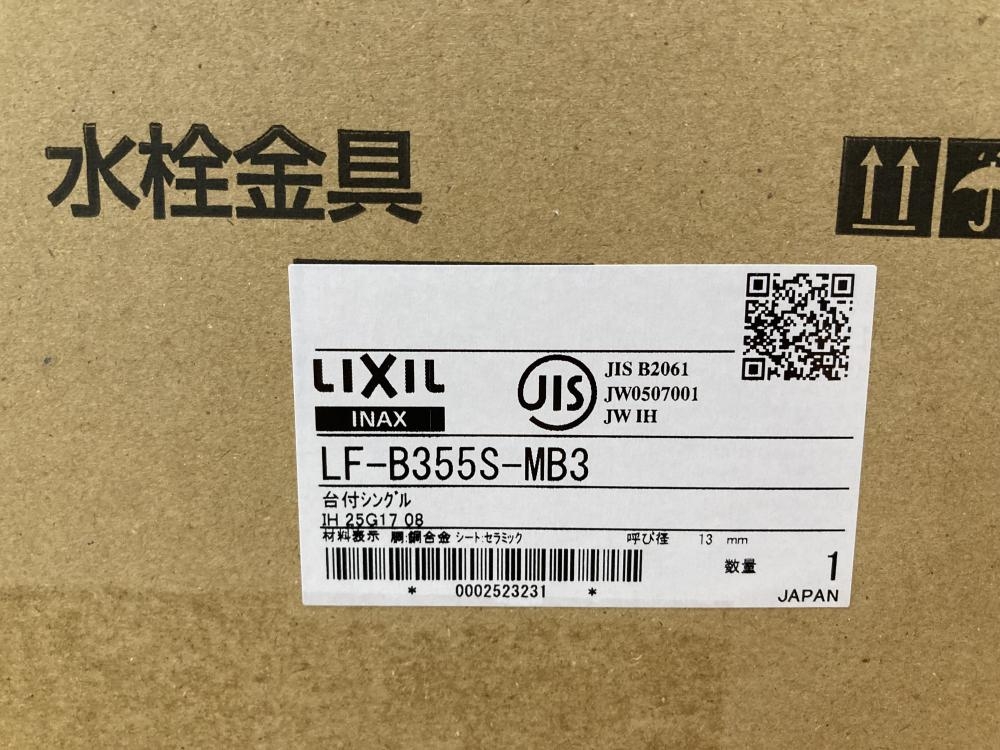 水栓金具
LIXIL
INAX
JIS
JIS B2061
JW0507001
JW IH
LF-B355S-MB3
台付シングル
IH 25G17 08
材料表示 胴:銅合金 シート:セラミック 呼び径 13 mm
数量 1
* 0002523231 *
JAPAN